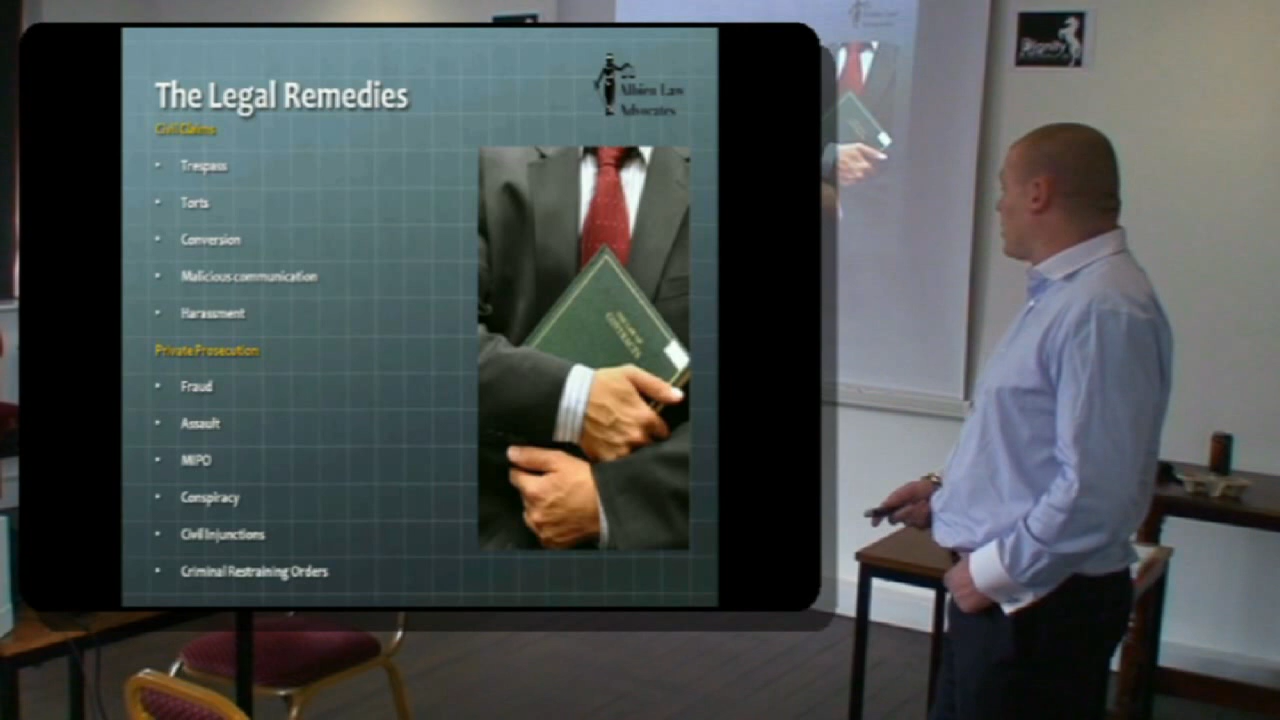 The Legal Remedies
Albion Law
Advocates
Civil Claims
• Trespass
• Torts
• Conversion
• Malicious communication
• Harassment
Private Prosecution
• Fraud
• Assault
• MIPO
• Conspiracy
• Civil Injunctions
• Criminal Restraining Orders
Dignity